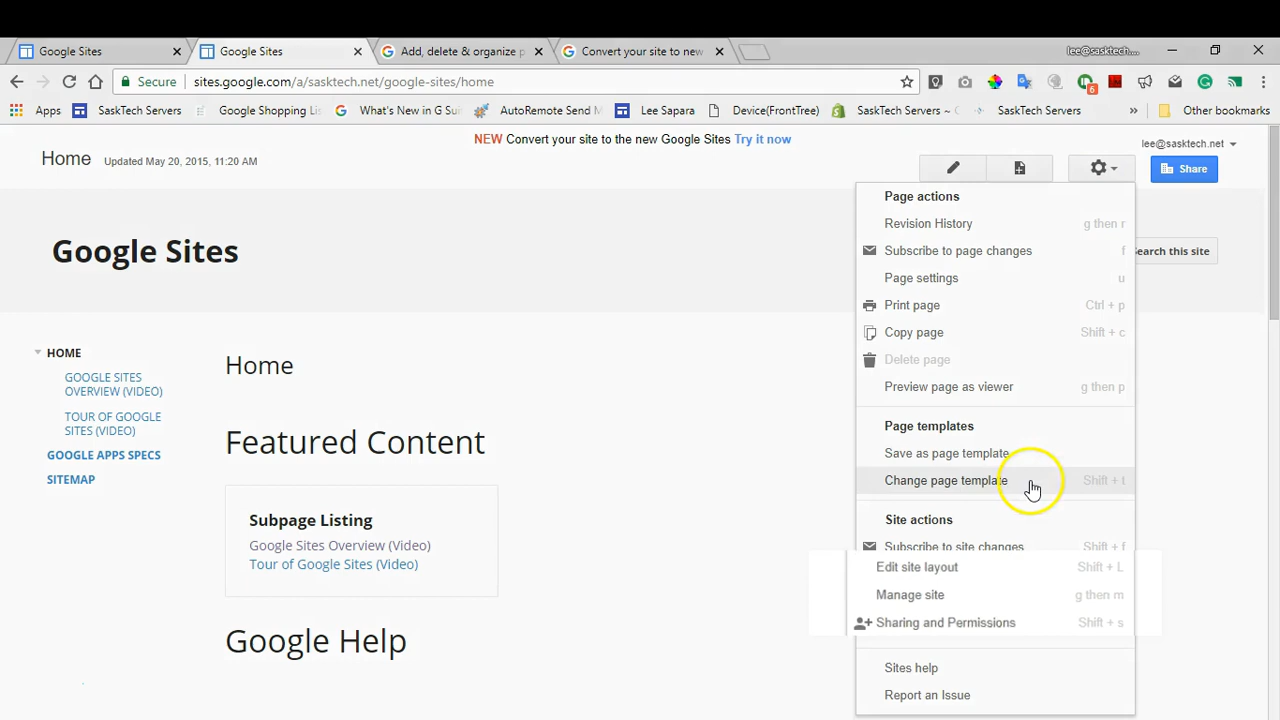 Google Sites
Google Sites
Add, delete & organize p
Convert your site to new
lee@sasktech....
Secure
sites.google.com/a/sasktech.net/google-sites/home
6
Apps
SaskTech Servers
Google Shopping Lis
What's New in G Sui
AutoRemote Send M
Lee Sapara
Device(FrontTree)
SaskTech Servers ~ C
SaskTech Servers
»
Other bookmarks
NEW Convert your site to the new Google Sites Try it now
lee@sasktech.net
Home Updated May 20, 2015, 11:20 AM
Share
Google Sites
Search this site
HOME
GOOGLE SITES
OVERVIEW (VIDEO)
TOUR OF GOOGLE
SITES (VIDEO)
GOOGLE APPS SPECS
SITEMAP
Home
Featured Content
Subpage Listing
Google Sites Overview (Video)
Tour of Google Sites (Video)
Google Help
Page actions
Revision History g then r
Subscribe to page changes f
Page settings u
Print page Ctrl + p
Copy page Shift + c
Delete page
Preview page as viewer g then p
Page templates
Save as page template
Change page template Shift + t
Site actions
Subscribe to site changes Shift + f
Edit site layout Shift + L
Manage site g then m
Sharing and Permissions Shift + s
Sites help
Report an Issue